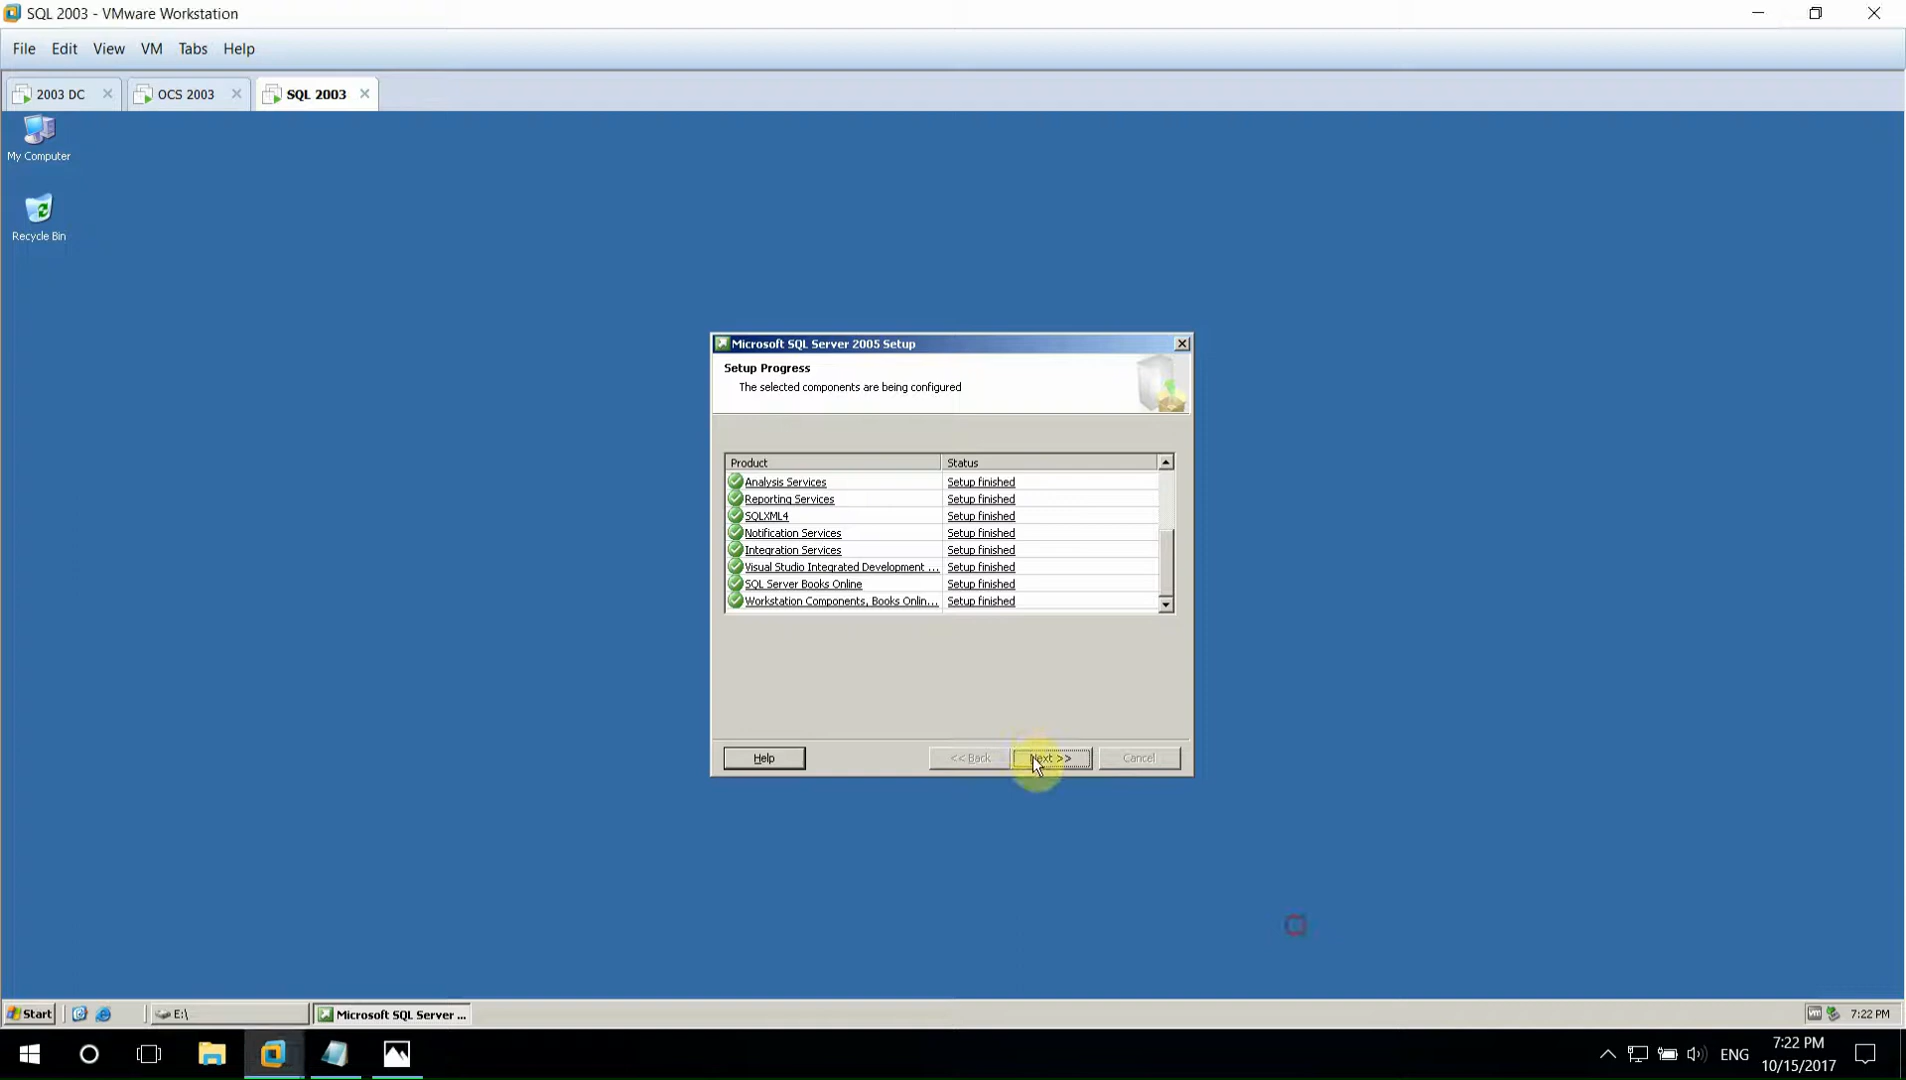 SQL 2003 - VMware Workstation
File Edit View VM Tabs Help
2003 DC OCS 2003 SQL 2003
My Computer
Recycle Bin
Microsoft SQL Server 2005 Setup
Setup Progress
The selected components are being configured
Product Status
Analysis Services Setup finished
Reporting Services Setup finished
SQLXML4 Setup finished
Notification Services Setup finished
Integration Services Setup finished
Visual Studio Integrated Development ... Setup finished
SQL Server Books Online Setup finished
Workstation Components, Books Onlin... Setup finished
Help << Back Next >> Cancel
Start E:\ Microsoft SQL Server ... 7:22 PM
ENG 7:22 PM
10/15/2017